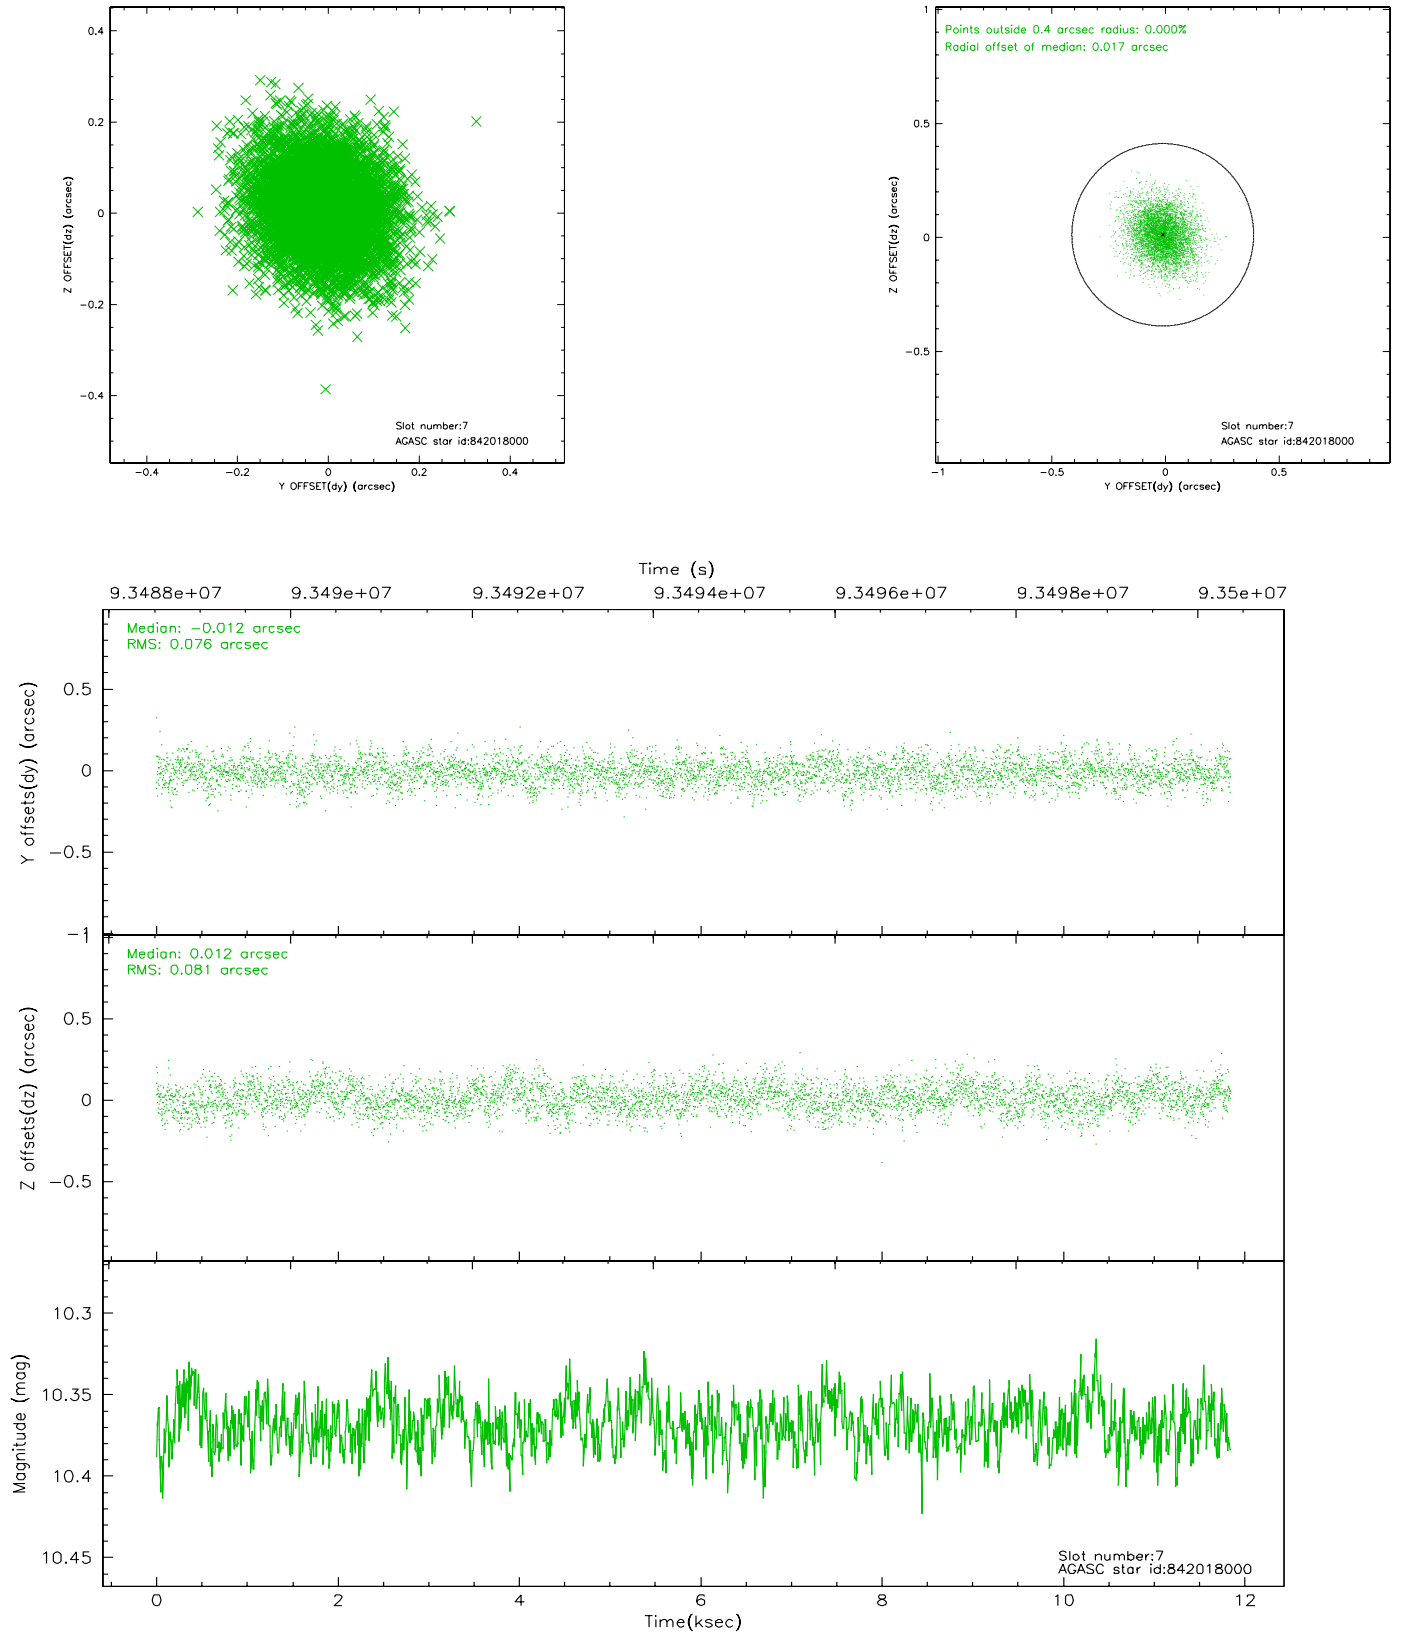 0.4
0.2
0
−0.2
−0.4
Z OFFSET(dz) (arcsec)
Slot number:7
AGASC star id:842018000
−0.4 −0.2 0 0.2 0.4
Y OFFSET(dy) (arcsec)
Points outside 0.4 arcsec radius: 0.000%
Radial offset of median: 0.017 arcsec
1
0.5
0
−0.5
Z OFFSET(dz) (arcsec)
Slot number:7
AGASC star id:842018000
−1 −0.5 0 0.5
Y OFFSET(dy) (arcsec)
Time (s)
9.3488e+07 9.349e+07 9.3492e+07 9.3494e+07 9.3496e+07 9.3498e+07 9.35e+07
Median: −0.012 arcsec
RMS: 0.076 arcsec
0.5
0
−0.5
−1
Y offsets(dy) (arcsec)
1
Median: 0.012 arcsec
RMS: 0.081 arcsec
0.5
0
−0.5
Z offsets(dz) (arcsec)
10.3
10.35
10.4
10.45
Magnitude (mag)
Slot number:7
AGASC star id:842018000
0 2 4 6 8 10 12
Time(ksec)